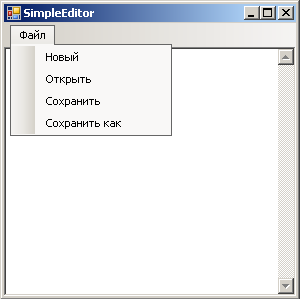 SimpleEditor
Файл
Новый
Открыть
Сохранить
Сохранить как